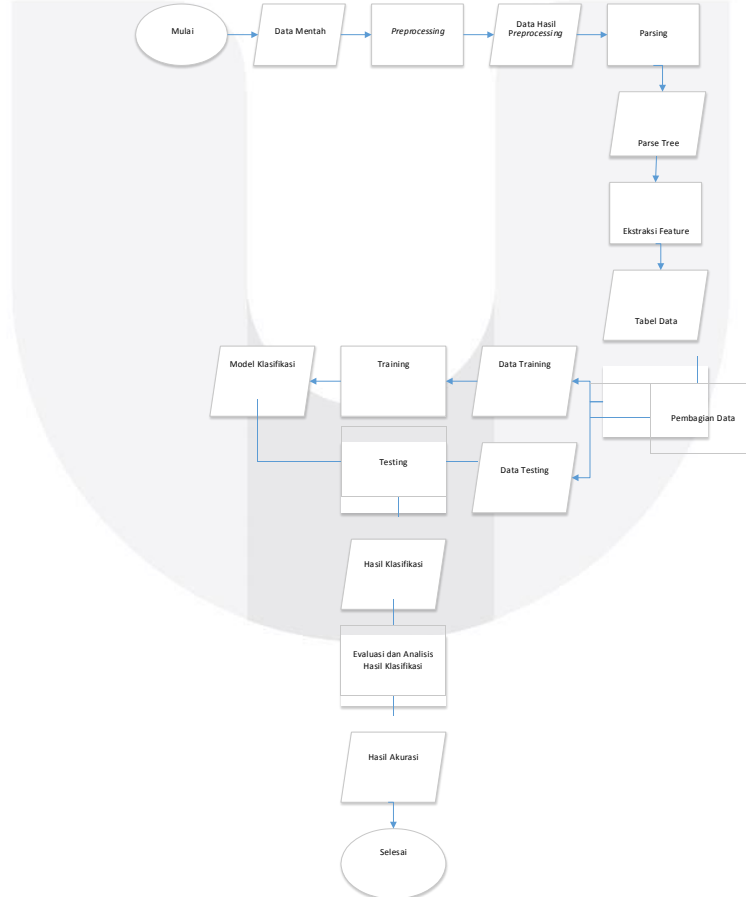 Mulai
Data Mentah
Preprocessing
Data Hasil
Preprocessing
Parsing
Parse Tree
Ekstraksi Feature
Tabel Data
Pembagian Data
Data Training
Training
Model Klasifikasi
Data Testing
Testing
Hasil Klasifikasi
Evaluasi dan Analisis
Hasil Klasifikasi
Hasil Akurasi
Selesai